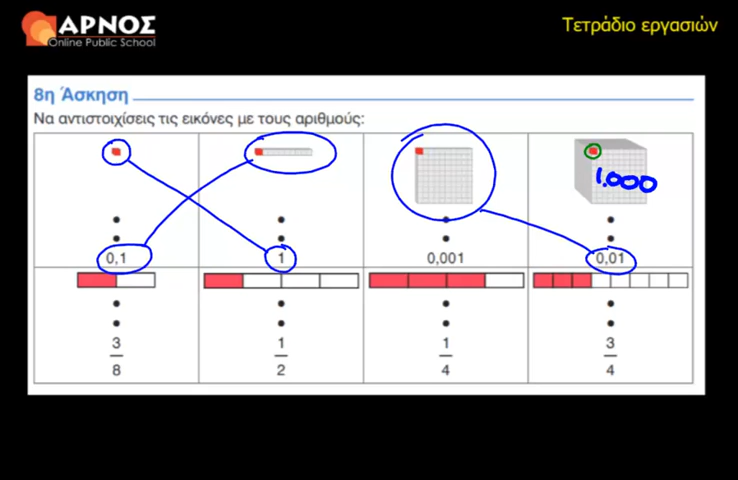 ΑΡΝΟΣ
Online Public School
Τετράδιο εργασιών
8η Άσκηση
Να αντιστοιχίσεις τις εικόνες με τους αριθμούς:
1.000
0,1 1 0,001 0,01
3 1 1 3
8 2 4 4